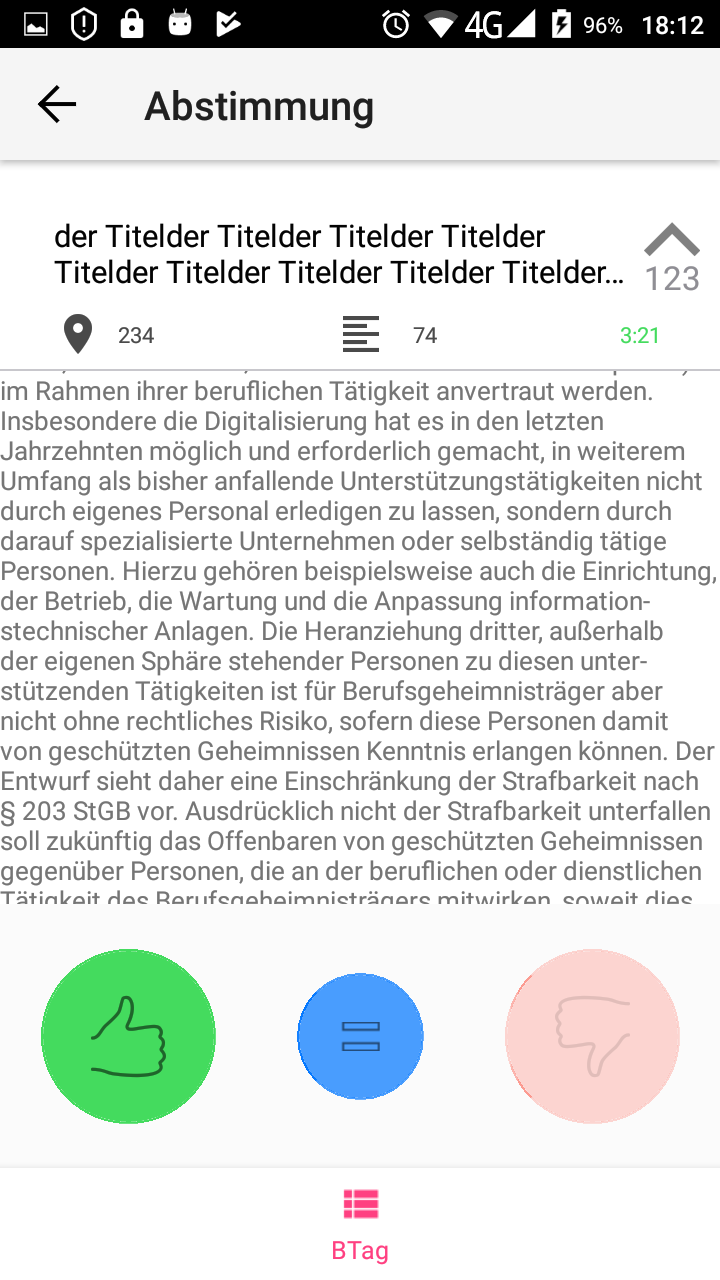 4G 96% 18:12
Abstimmung
der Titelder Titelder Titelder Titelder
Titelder Titelder Titelder Titelder Titelder...
123
234 74 3:21
im Rahmen ihrer beruflichen Tätigkeit anvertraut werden.
Insbesondere die Digitalisierung hat es in den letzten
Jahrzehnten möglich und erforderlich gemacht, in weiterem
Umfang als bisher anfallende Unterstützungstätigkeiten nicht
durch eigenes Personal erledigen zu lassen, sondern durch
darauf spezialisierte Unternehmen oder selbständig tätige
Personen. Hierzu gehören beispielsweise auch die Einrichtung,
der Betrieb, die Wartung und die Anpassung information-
stechnischer Anlagen. Die Heranziehung dritter, außerhalb
der eigenen Sphäre stehender Personen zu diesen unter-
stützenden Tätigkeiten ist für Berufsgeheimnisträger aber
nicht ohne rechtliches Risiko, sofern diese Personen damit
von geschützten Geheimnissen Kenntnis erlangen können. Der
Entwurf sieht daher eine Einschränkung der Strafbarkeit nach
§ 203 StGB vor. Ausdrücklich nicht der Strafbarkeit unterfallen
soll zukünftig das Offenbaren von geschützten Geheimnissen
gegenüber Personen, die an der beruflichen oder dienstlichen
Tätigkeit des Berufsgeheimnisträgers mitwirken, soweit dies
BTag